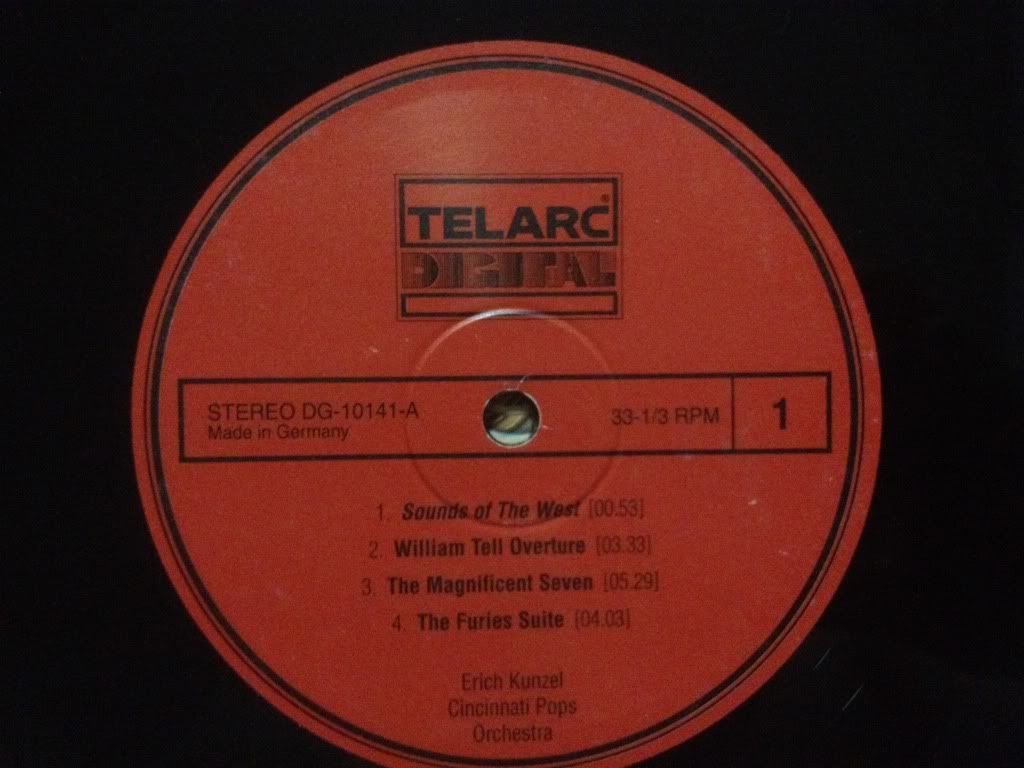 TELARC®
DIGITAL
STEREO DG-10141-A
Made in Germany
33-1/3 RPM
1
1. Sounds of The West [00.53]
2. William Tell Overture [03.33]
3. The Magnificent Seven [05.29]
4. The Furies Suite [04.03]
Erich Kunzel
Cincinnati Pops
Orchestra